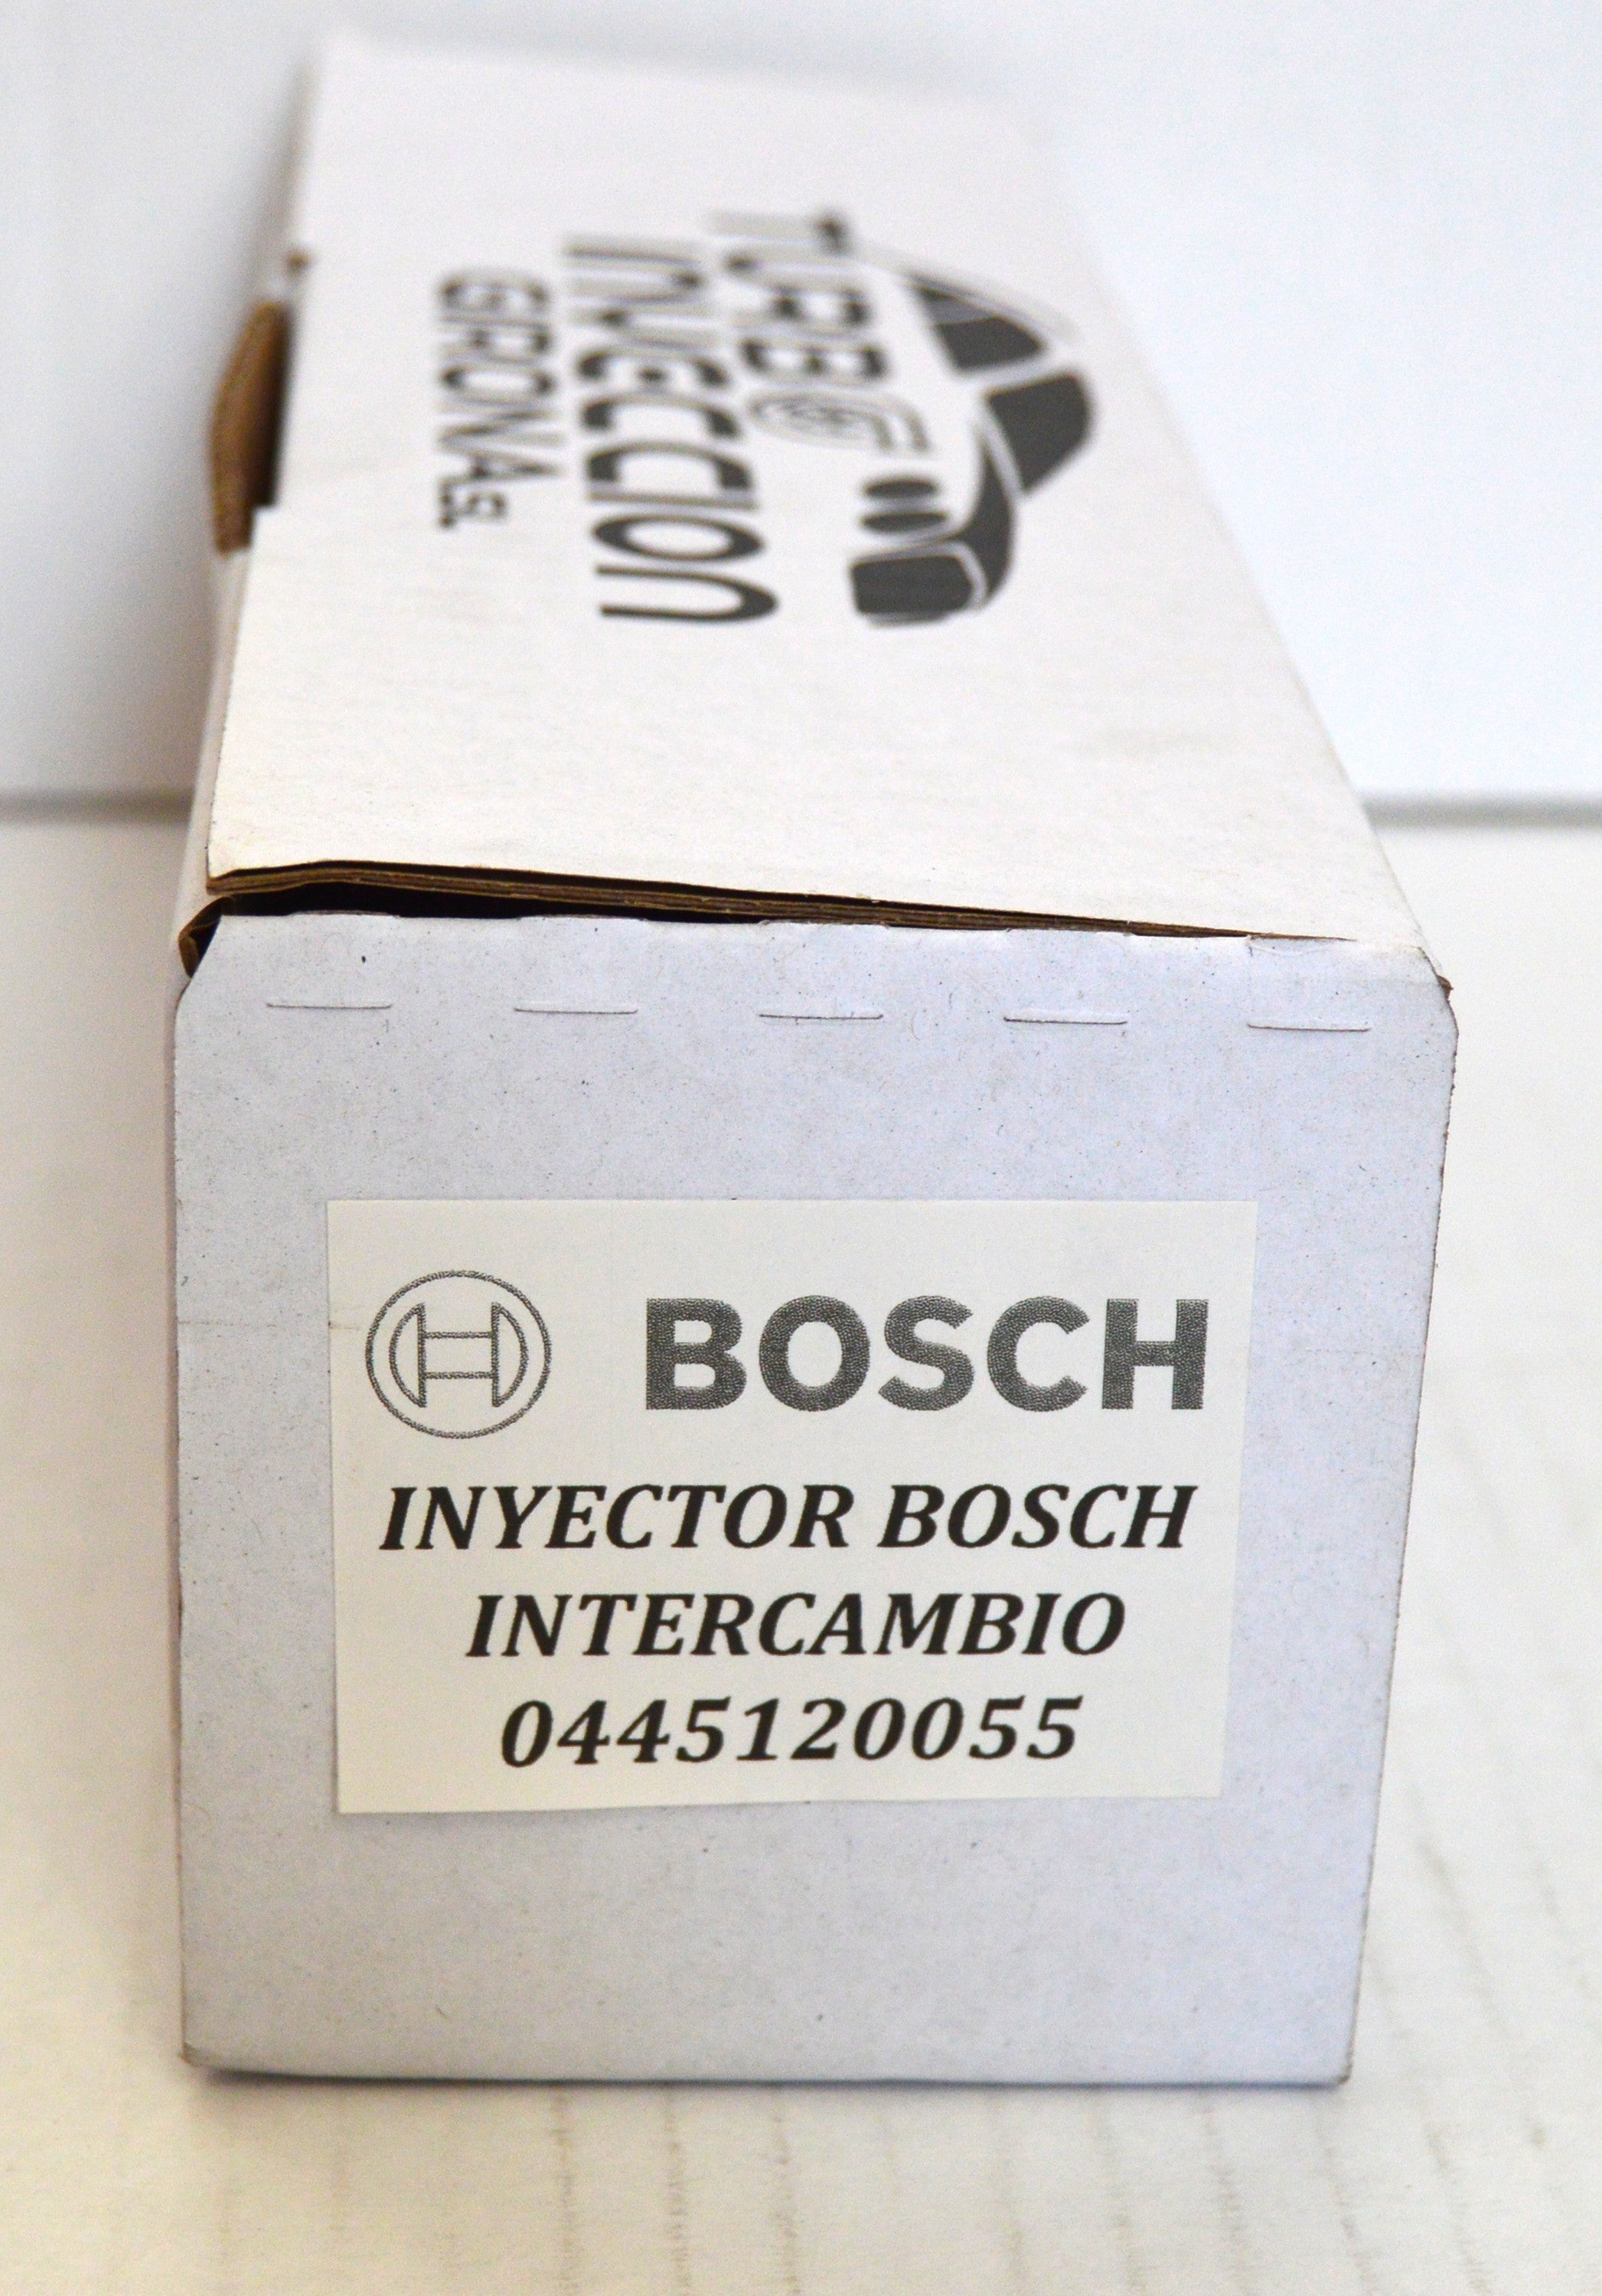 TURBO
INYECCION
GIRONA
BOSCH
INYECTOR BOSCH
INTERCAMBIO
0445120055